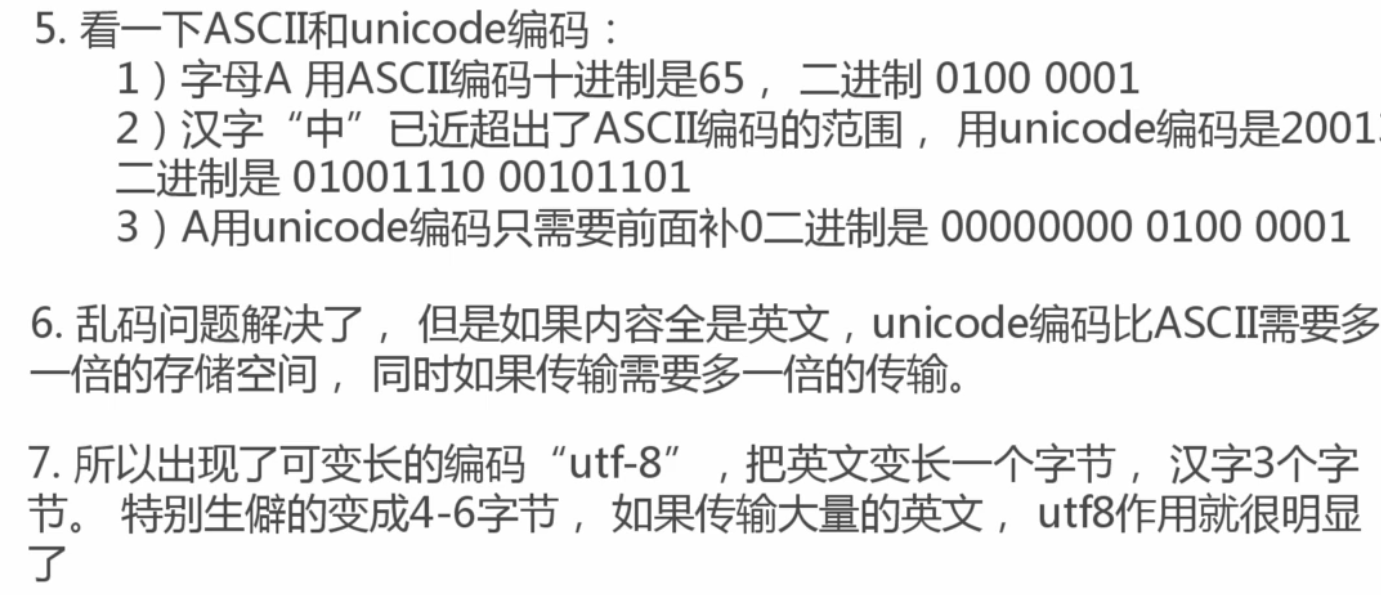 5. 看一下ASCII和unicode编码：
1）字母A 用ASCII编码十进制是65， 二进制 0100 0001
2）汉字“中”已近超出了ASCII编码的范围， 用unicode编码是20013
二进制是 01001110 00101101
3）A用unicode编码只需要前面补0二进制是 00000000 0100 0001
6. 乱码问题解决了， 但是如果内容全是英文，unicode编码比ASCII需要多
一倍的存储空间， 同时如果传输需要多一倍的传输。
7. 所以出现了可变长的编码“utf-8” ，把英文变长一个字节， 汉字3个字
节。 特别生僻的变成4-6字节， 如果传输大量的英文， utf8作用就很明显
了